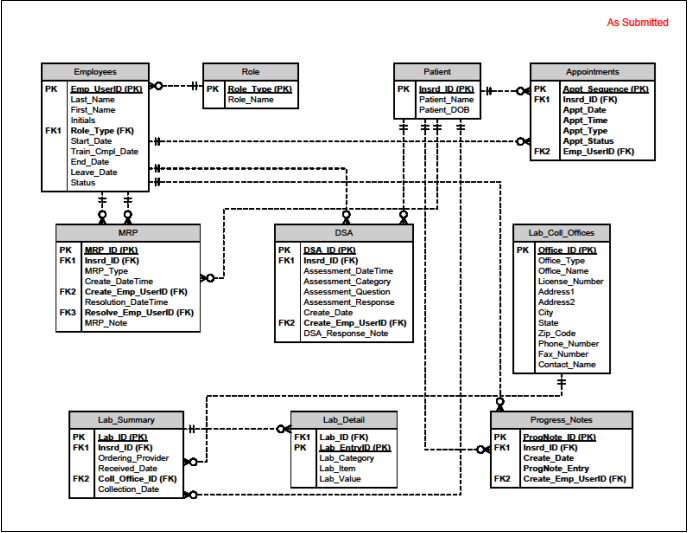 As Submitted
Employees
PK Emp_UserID (PK)
Last_Name
First_Name
Initials
FK1 Role_Type (FK)
Start_Date
Train_Cmpl_Date
End_Date
Leave_Date
Status
Role
PK Role_Type (PK)
Role_Name
Patient
PK Insrd_ID (PK)
Patient_Name
Patient_DOB
Appointments
PK Appt_Sequence (PK)
FK1 Insrd_ID (FK)
Appt_Date
Appt_Time
Appt_Type
Appt_Status
FK2 Emp_UserID (FK)
MRP
PK MRP_ID (PK)
FK1 Insrd_ID (FK)
MRP_Type
Create_DateTime
FK2 Create_Emp_UserID (FK)
Resolution_DateTime
FK3 Resolve_Emp_UserID (FK)
MRP_Note
DSA
PK DSA_ID (PK)
FK1 Insrd_ID (FK)
Assessment_DateTime
Assessment_Category
Assessment_Question
Assessment_Response
Create_Date
FK2 Create_Emp_UserID (FK)
DSA_Response_Note
Lab_Coll_Offices
PK Office_ID (PK)
Office_Type
Office_Name
License_Number
Address1
Address2
City
State
Zip_Code
Phone_Number
Fax_Number
Contact_Name
Lab_Summary
PK Lab_ID (PK)
FK1 Insrd_ID (FK)
Ordering_Provider
Received_Date
FK2 Coll_Office_ID (FK)
Collection_Date
Lab_Detail
FK1 Lab_ID (FK)
PK Lab_EntryID (PK)
Lab_Category
Lab_Item
Lab_Value
Progress_Notes
PK ProgNote_ID (PK)
FK1 Insrd_ID (FK)
Create_Date
ProgNote_Entry
FK2 Create_Emp_UserID (FK)